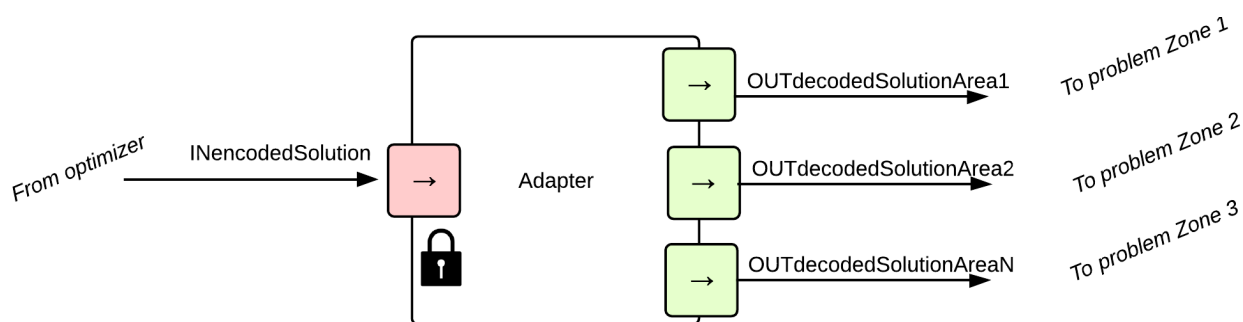 From optimizer
INencodedSolution
→
Adapter
→
OUTdecodedSolutionArea1
To problem Zone 1
→
OUTdecodedSolutionArea2
To problem Zone 2
→
OUTdecodedSolutionAreaN
To problem Zone 3